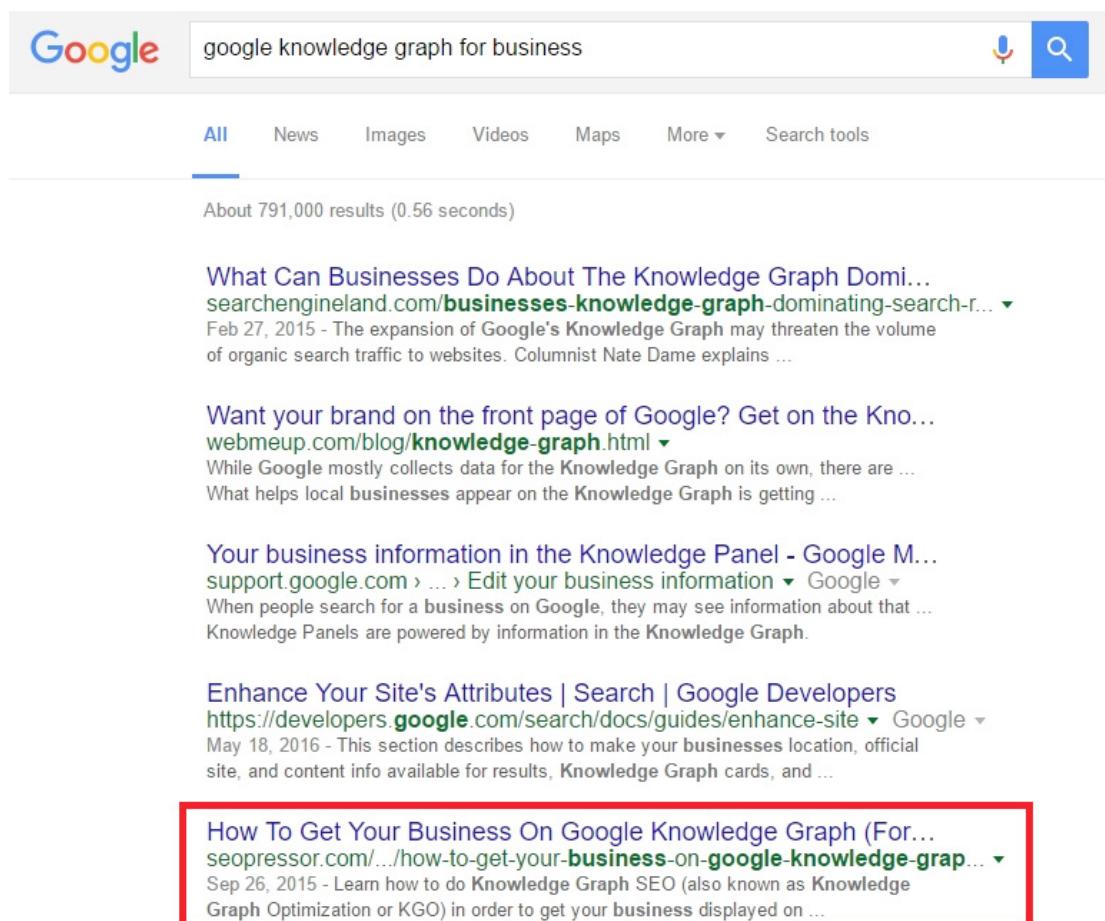 Google
google knowledge graph for business
All News Images Videos Maps More Search tools
About 791,000 results (0.56 seconds)
What Can Businesses Do About The Knowledge Graph Domi...
searchengineland.com/businesses-knowledge-graph-dominating-search-r...
Feb 27, 2015 - The expansion of Google's Knowledge Graph may threaten the volume
of organic search traffic to websites. Columnist Nate Dame explains ...
Want your brand on the front page of Google? Get on the Kno...
webmeup.com/blog/knowledge-graph.html
While Google mostly collects data for the Knowledge Graph on its own, there are ...
What helps local businesses appear on the Knowledge Graph is getting ...
Your business information in the Knowledge Panel - Google M...
support.google.com › ... › Edit your business information Google
When people search for a business on Google, they may see information about that ...
Knowledge Panels are powered by information in the Knowledge Graph.
Enhance Your Site's Attributes | Search | Google Developers
https://developers.google.com/search/docs/guides/enhance-site Google
May 18, 2016 - This section describes how to make your businesses location, official
site, and content info available for results, Knowledge Graph cards, and ...
How To Get Your Business On Google Knowledge Graph (For...
seopressor.com/.../how-to-get-your-business-on-google-knowledge-grap...
Sep 26, 2015 - Learn how to do Knowledge Graph SEO (also known as Knowledge
Graph Optimization or KGO) in order to get your business displayed on ...